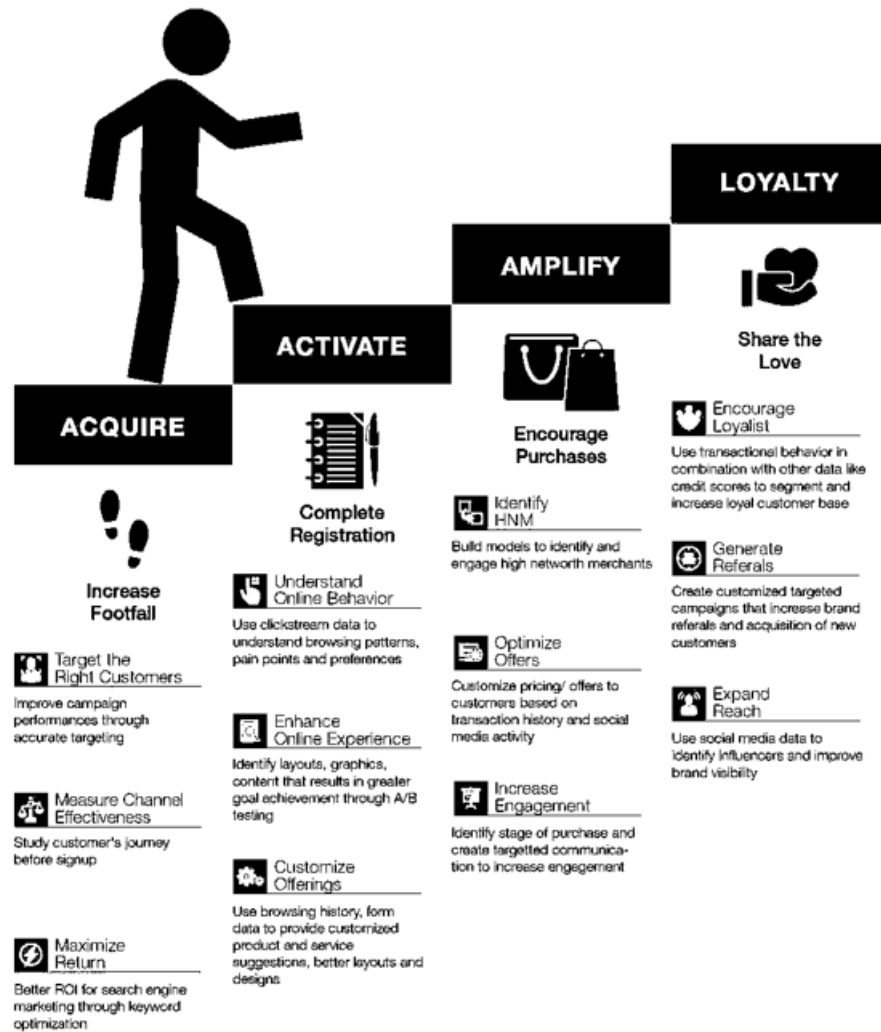 ACQUIRE
Increase
Footfall
Target the
Right Customers
Improve campaign
performances through
accurate targeting
Measure Channel
Effectiveness
Study customer's journey
before signup
Maximize
Return
Better ROI for search engine
marketing through keyword
optimization
ACTIVATE
Complete
Registration
Understand
Online Behavior
Use clickstream data to
understand browsing patterns,
pain points and preferences
Enhance
Online Experience
Identify layouts, graphics,
content that results in greater
goal achievement through A/B
testing
Customize
Offerings
Use browsing history, form
data to provide customized
product and service
suggestions, better layouts and
designs
AMPLIFY
Encourage
Purchases
Identify
HNM
Build models to identify and
engage high networth merchants
Optimize
Offers
Customize pricing/ offers to
customers based on
transaction history and social
media activity
Increase
Engagement
Identify stage of purchase and
create targetted communica-
tion to increase engagement
LOYALTY
Share the
Love
Encourage
Loyalist
Use transactional behavior in
combination with other data like
credit scores to segment and
increase loyal customer base
Generate
Referrals
Create customized targeted
campaigns that increase brand
referrals and acquisition of new
customers
Expand
Reach
Use social media data to
identify influencers and improve
brand visibility